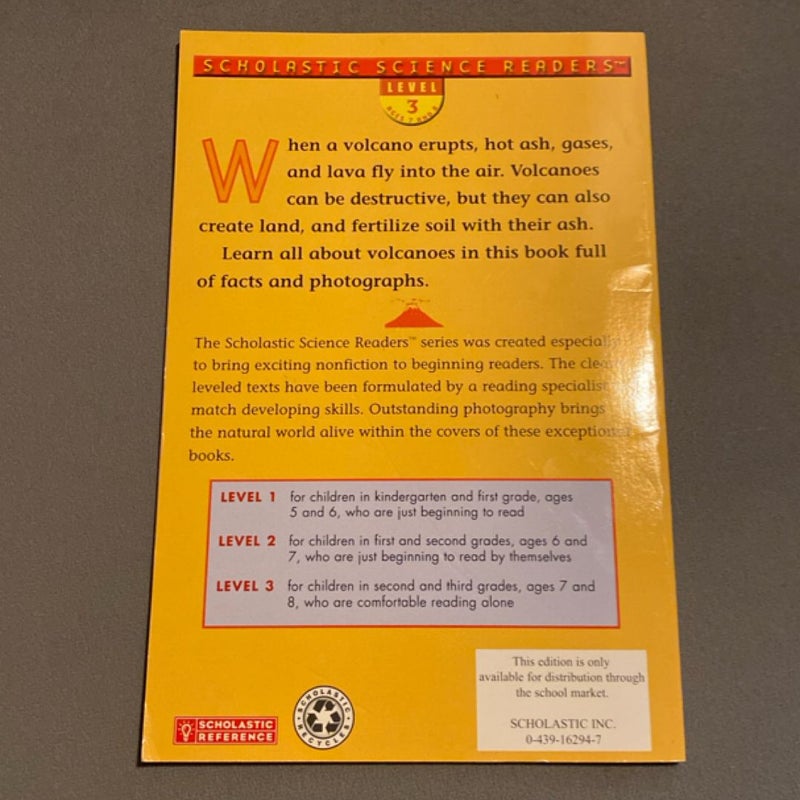 SCHOLASTIC SCIENCE READERS™
LEVEL
3
AGES 7 AND 8
When a volcano erupts, hot ash, gases,
and lava fly into the air. Volcanoes
can be destructive, but they can also
create land, and fertilize soil with their ash.
Learn all about volcanoes in this book full
of facts and photographs.
The Scholastic Science Readers™ series was created especially
to bring exciting nonfiction to beginning readers. The
leveled texts have been formulated by a reading specialist
match developing skills. Outstanding photography brings
the natural world alive within the covers of these exceptional
books.
LEVEL 1 for children in kindergarten and first grade, ages
5 and 6, who are just beginning to read
LEVEL 2 for children in first and second grades, ages 6 and
7, who are just beginning to read by themselves
LEVEL 3 for children in second and third grades, ages 7 and
8, who are comfortable reading alone
This edition is only
available for distribution through
the school market.
SCHOLASTIC INC.
0-439-16294-7
SCHOLASTIC
REFERENCE
SCHOLASTIC
RECYCLES